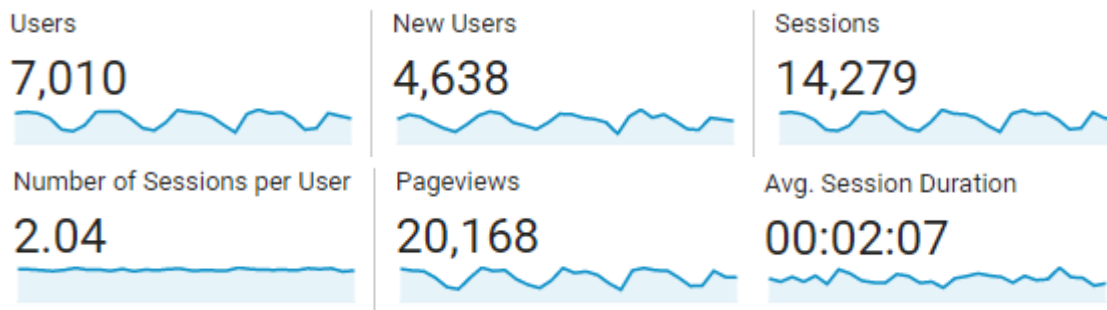 Users
7,010
New Users
4,638
Sessions
14,279
Number of Sessions per User
2.04
Pageviews
20,168
Avg. Session Duration
00:02:07